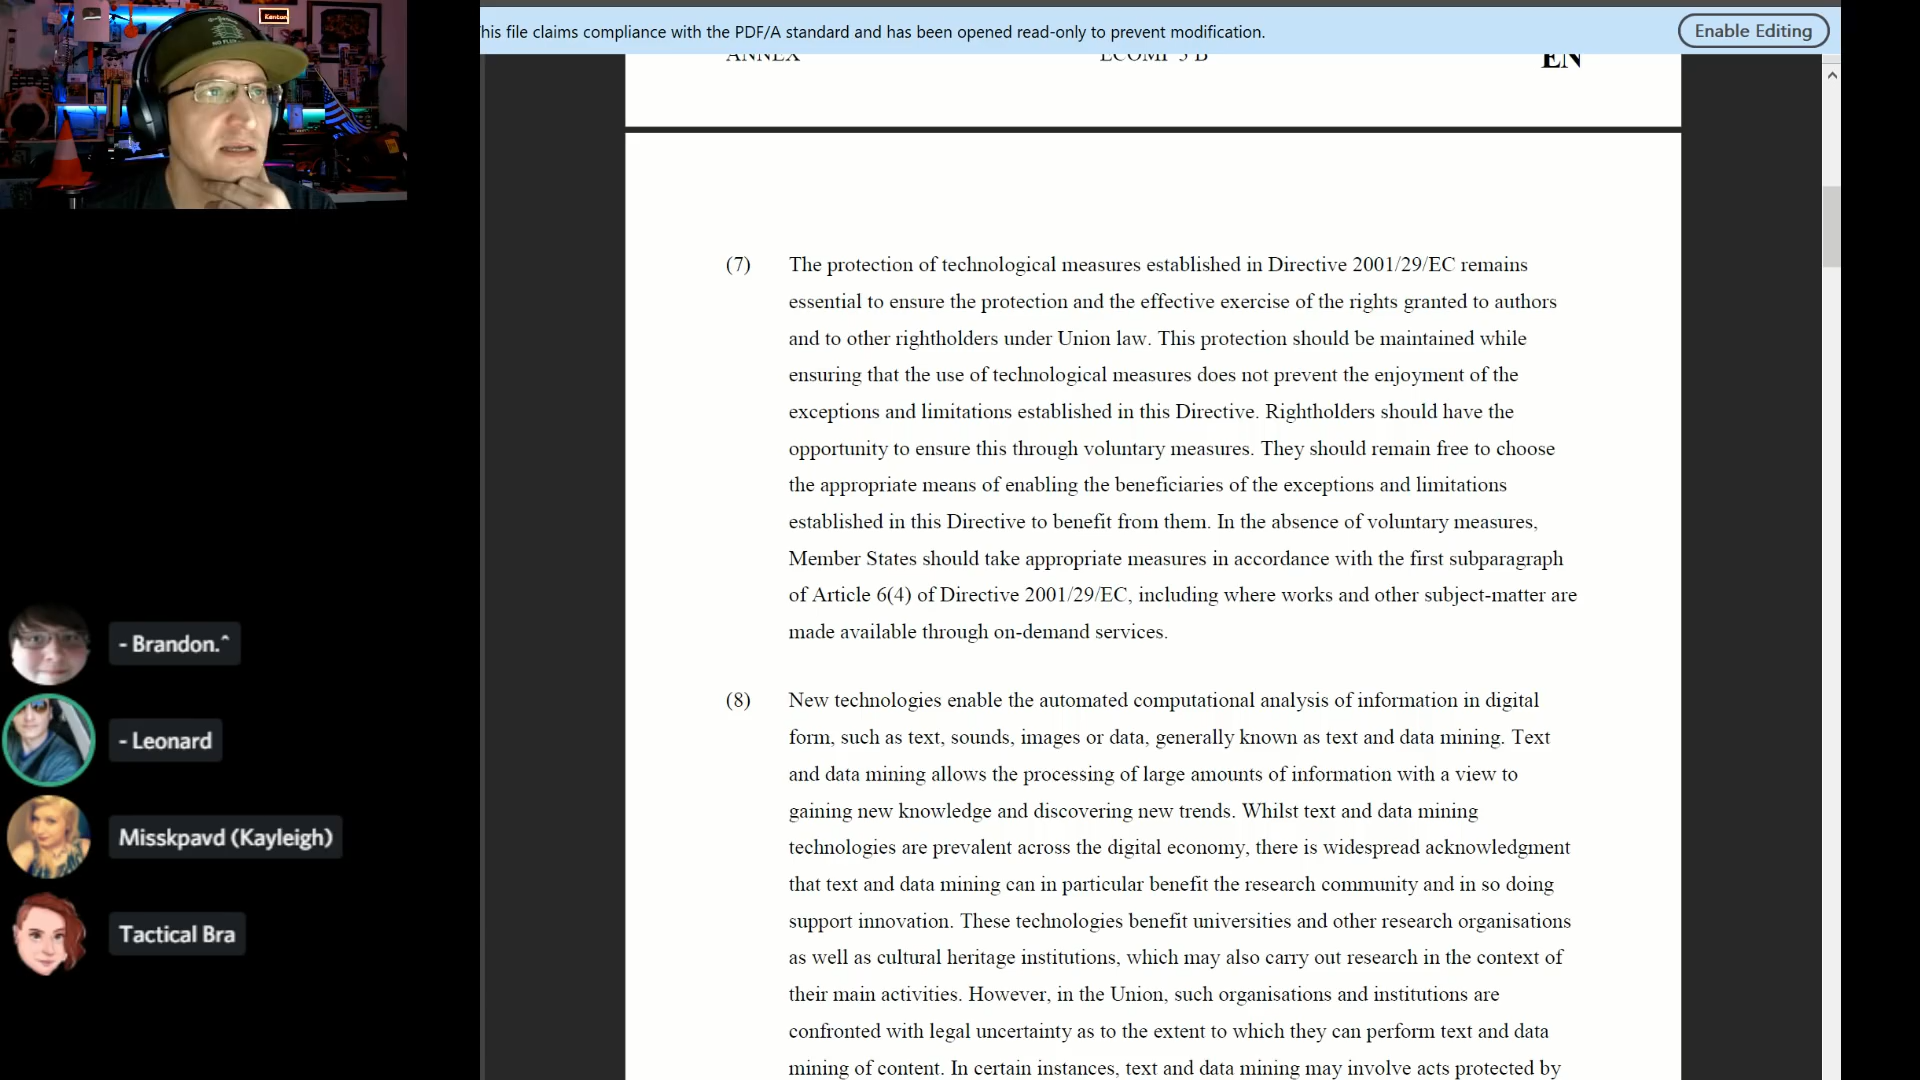 Kenton
his file claims compliance with the PDF/A standard and has been opened read-only to prevent modification.
Enable Editing
ANNEX ECOMP 3 B EN
(7) The protection of technological measures established in Directive 2001/29/EC remains
essential to ensure the protection and the effective exercise of the rights granted to authors
and to other rightholders under Union law. This protection should be maintained while
ensuring that the use of technological measures does not prevent the enjoyment of the
exceptions and limitations established in this Directive. Rightholders should have the
opportunity to ensure this through voluntary measures. They should remain free to choose
the appropriate means of enabling the beneficiaries of the exceptions and limitations
established in this Directive to benefit from them. In the absence of voluntary measures,
Member States should take appropriate measures in accordance with the first subparagraph
of Article 6(4) of Directive 2001/29/EC, including where works and other subject-matter are
made available through on-demand services.
(8) New technologies enable the automated computational analysis of information in digital
form, such as text, sounds, images or data, generally known as text and data mining. Text
and data mining allows the processing of large amounts of information with a view to
gaining new knowledge and discovering new trends. Whilst text and data mining
technologies are prevalent across the digital economy, there is widespread acknowledgment
that text and data mining can in particular benefit the research community and in so doing
support innovation. These technologies benefit universities and other research organisations
as well as cultural heritage institutions, which may also carry out research in the context of
their main activities. However, in the Union, such organisations and institutions are
confronted with legal uncertainty as to the extent to which they can perform text and data
mining of content. In certain instances, text and data mining may involve acts protected by
- Brandon.^
- Leonard
Misskpavd (Kayleigh)
Tactical Bra